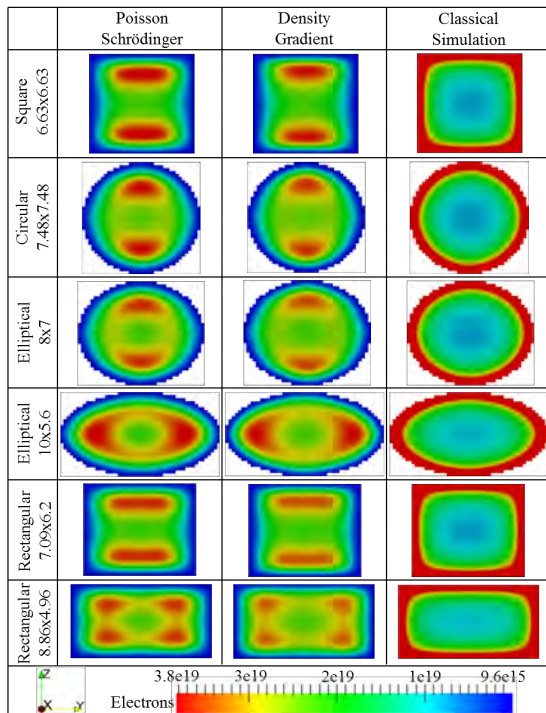 Poisson
Schrödinger
Density
Gradient
Classical
Simulation
Square
6.63x6.63
Circular
7.48x7.48
Elliptical
8x7
Elliptical
10x5.6
Rectangular
7.09x6.2
Rectangular
8.86x4.96
Z
X
Y
3.8e19 3e19 2e19 1e19 9.6e15
Electrons